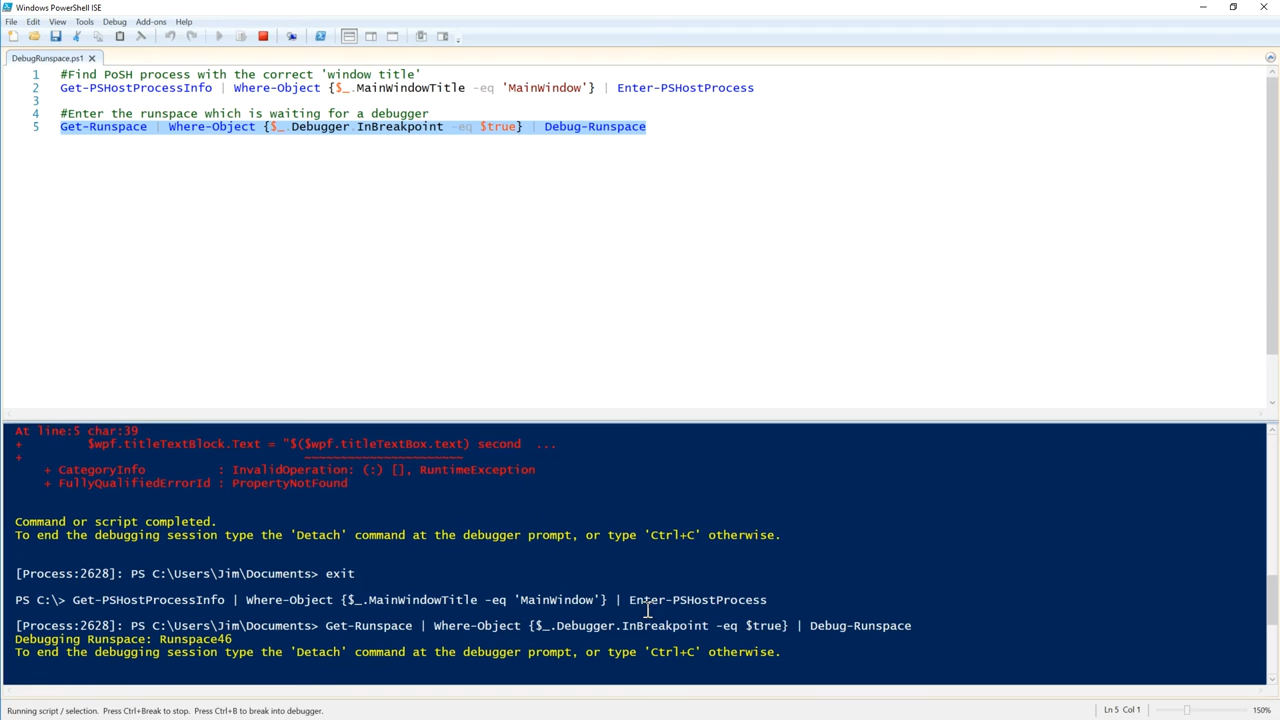 Windows PowerShell ISE
File Edit View Tools Debug Add-ons Help
DebugRunspace.ps1
1 #Find PoSH process with the correct 'window title'
2 Get-PSHostProcessInfo | Where-Object {$_.MainWindowTitle -eq 'MainWindow'} | Enter-PSHostProcess
3
4 #Enter the runspace which is waiting for a debugger
5 Get-Runspace | Where-Object {$_.Debugger.InBreakpoint -eq $true} | Debug-Runspace
At line:5 char:39
+ $wpf.titleTextBlock.Text = "$($wpf.titleTextBox.text) second ...
+ ~~~~~~~~~~~~~~~~~~~~~~
+ CategoryInfo : InvalidOperation: (:) [], RuntimeException
+ FullyQualifiedErrorId : PropertyNotFound
Command or script completed.
To end the debugging session type the 'Detach' command at the debugger prompt, or type 'Ctrl+C' otherwise.
[Process:2628]: PS C:\Users\Jim\Documents> exit
PS C:\> Get-PSHostProcessInfo | Where-Object {$_.MainWindowTitle -eq 'MainWindow'} | Enter-PSHostProcess
[Process:2628]: PS C:\Users\Jim\Documents> Get-Runspace | Where-Object {$_.Debugger.InBreakpoint -eq $true} | Debug-Runspace
Debugging Runspace: Runspace46
To end the debugging session type the 'Detach' command at the debugger prompt, or type 'Ctrl+C' otherwise.
Running script / selection. Press Ctrl+Break to stop. Press Ctrl+B to break into debugger.
Ln 5 Col 1
150%